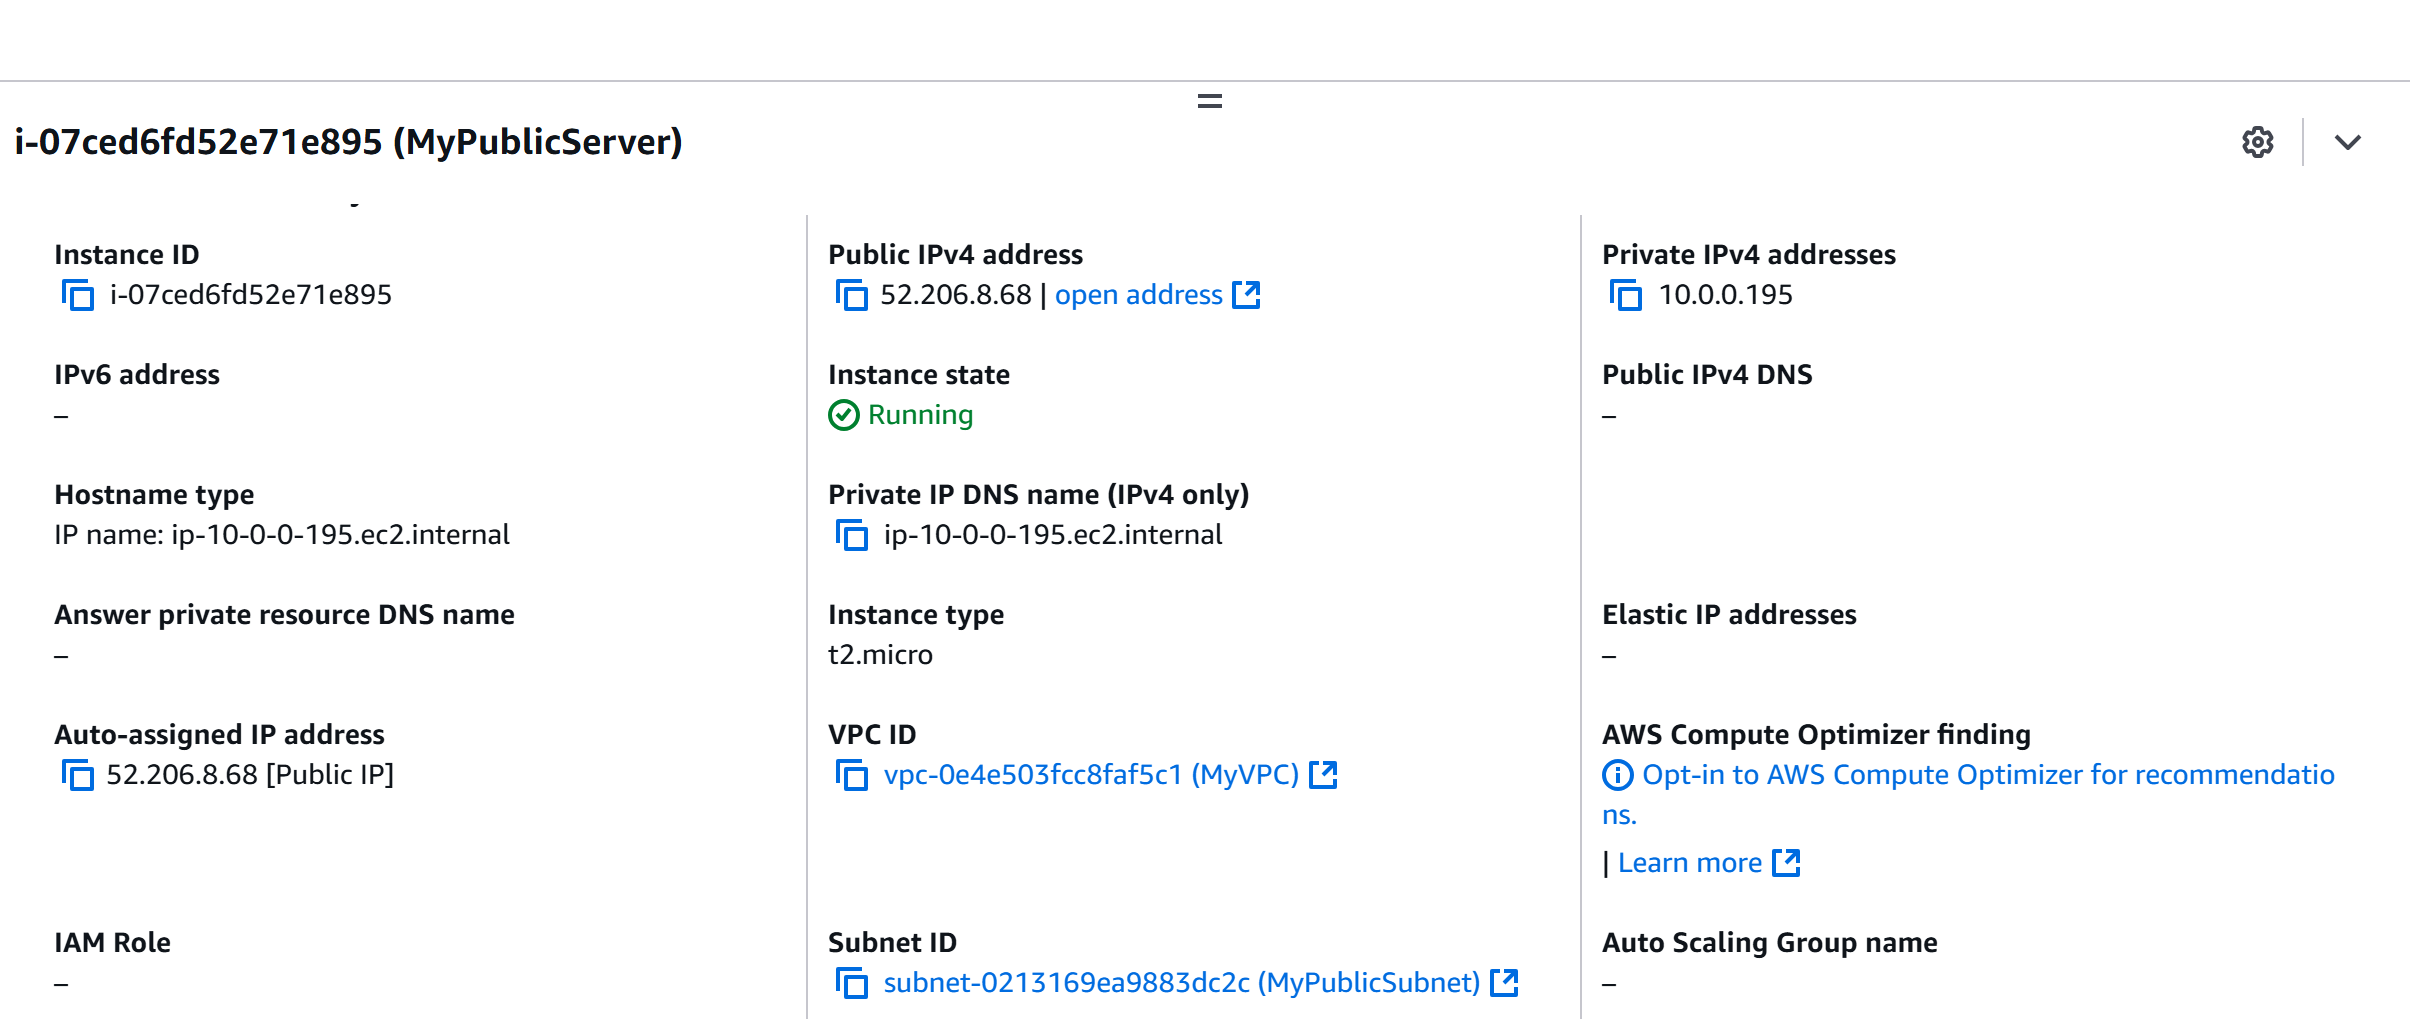 i-07ced6fd52e71e895 (MyPublicServer)
Instance ID
i-07ced6fd52e71e895
Public IPv4 address
52.206.8.68 | open address
Private IPv4 addresses
10.0.0.195
IPv6 address
–
Instance state
Running
Public IPv4 DNS
–
Hostname type
IP name: ip-10-0-0-195.ec2.internal
Private IP DNS name (IPv4 only)
ip-10-0-0-195.ec2.internal
Answer private resource DNS name
–
Instance type
t2.micro
Elastic IP addresses
–
Auto-assigned IP address
52.206.8.68 [Public IP]
VPC ID
vpc-0e4e503fcc8faf5c1 (MyVPC)
AWS Compute Optimizer finding
Opt-in to AWS Compute Optimizer for recommendatio
ns.
| Learn more
IAM Role
–
Subnet ID
subnet-0213169ea9883dc2c (MyPublicSubnet)
Auto Scaling Group name
–